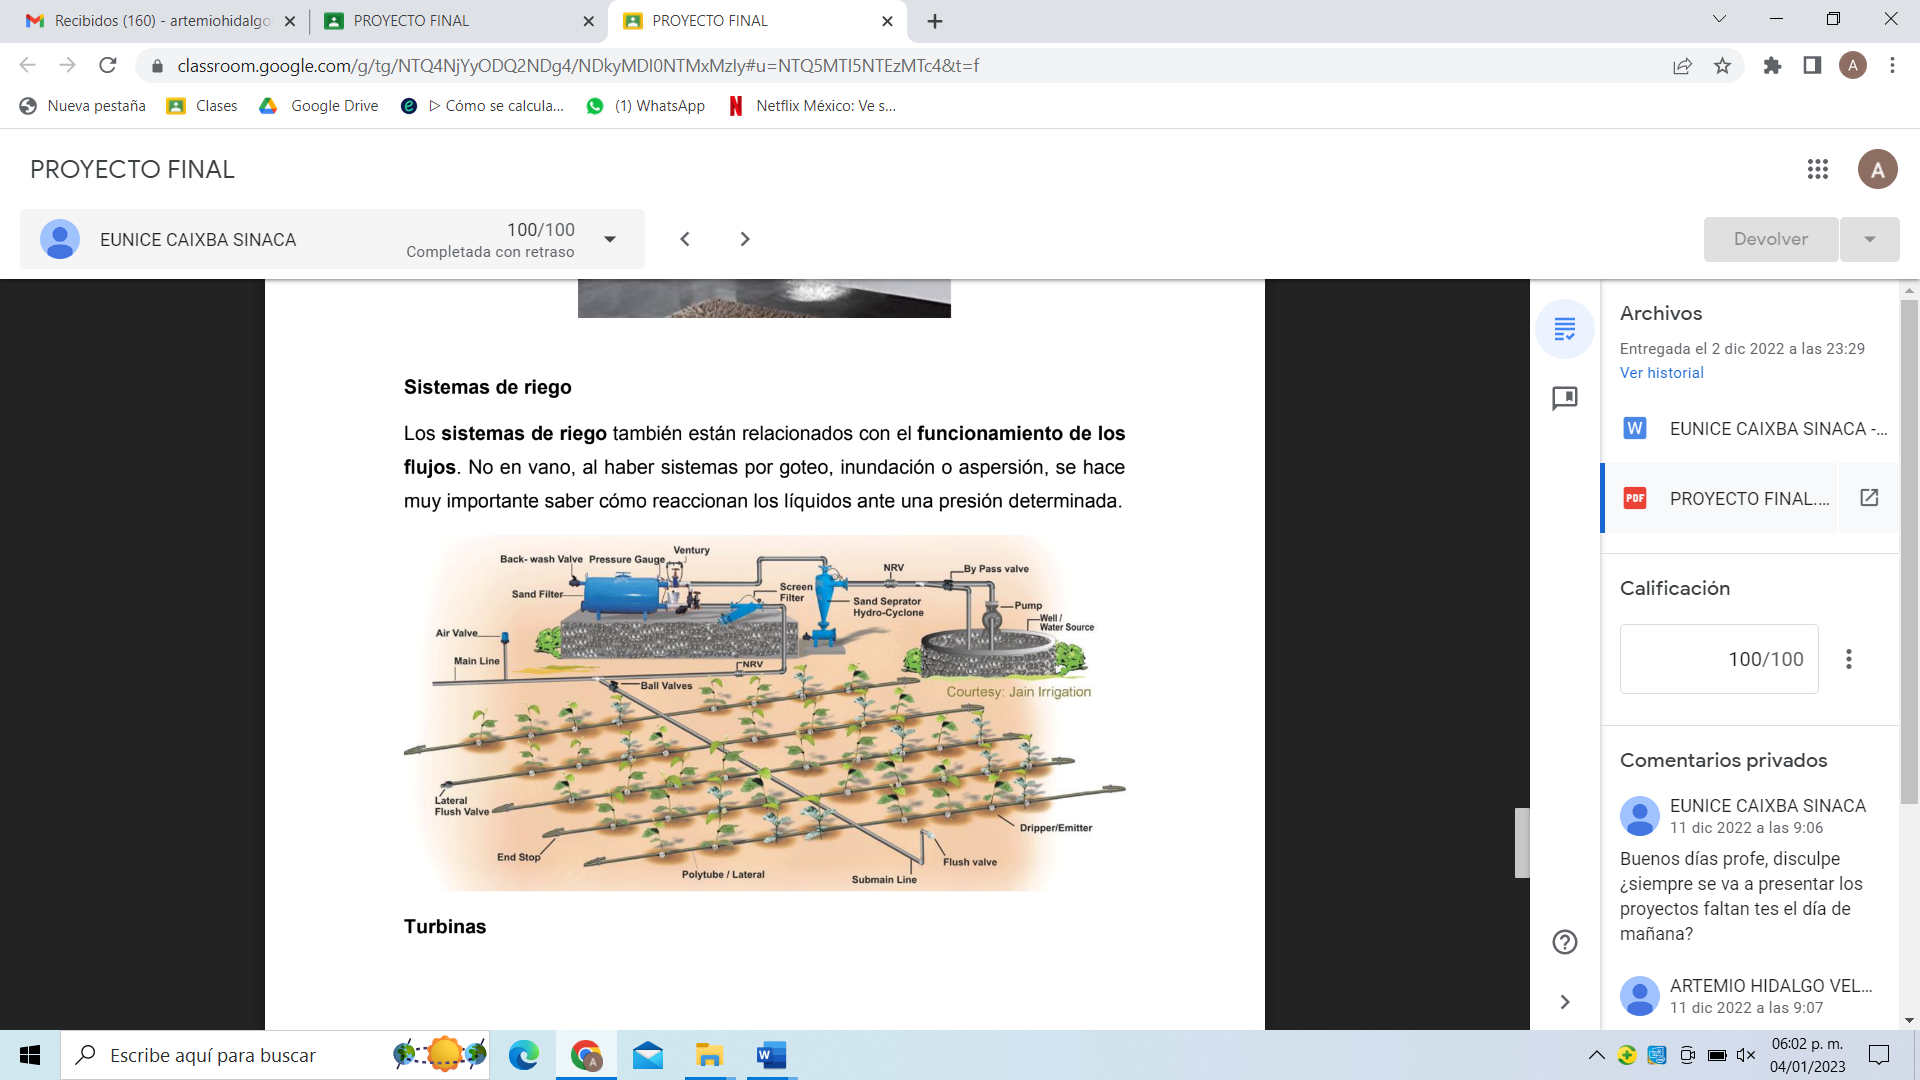 Recibidos (160) - artemiohidalgo
PROYECTO FINAL
PROYECTO FINAL
classroom.google.com/g/tg/NTQ4NjYyODQ2NDg4/NDkyMDI0NTMxMzIy#u=NTQ5MTI5NTEzMTc4&t=f
Nueva pestaña
Clases
Google Drive
▷ Cómo se calcula...
(1) WhatsApp
Netflix México: Ve s...
A
PROYECTO FINAL
A
EUNICE CAIXBA SINACA
100/100
Completada con retraso
Devolver
Sistemas de riego
Los sistemas de riego también están relacionados con el funcionamiento de los
flujos. No en vano, al haber sistemas por goteo, inundación o aspersión, se hace
muy importante saber cómo reaccionan los líquidos ante una presión determinada.
Back- wash Valve
Pressure Gauge
Ventury
NRV
By Pass valve
Sand Filter
Screen
Filter
Sand Seprator
Hydro-Cyclone
Pump
Well /
Water Source
Air Valve
Main Line
NRV
Ball Valves
Courtesy: Jain Irrigation
Lateral
Flush Valve
Dripper/Emitter
End Stop
Flush valve
Polytube / Lateral
Submain Line
Turbinas
Archivos
Entregada el 2 dic 2022 a las 23:29
Ver historial
W
EUNICE CAIXBA SINACA -...
PDF
PROYECTO FINAL....
Calificación
100/100
Comentarios privados
EUNICE CAIXBA SINACA
11 dic 2022 a las 9:06
Buenos días profe, disculpe
¿siempre se va a presentar los
proyectos faltan tes el día de
mañana?
ARTEMIO HIDALGO VEL...
11 dic 2022 a las 9:07
Escribe aquí para buscar
A
W
06:02 p. m.
04/01/2023